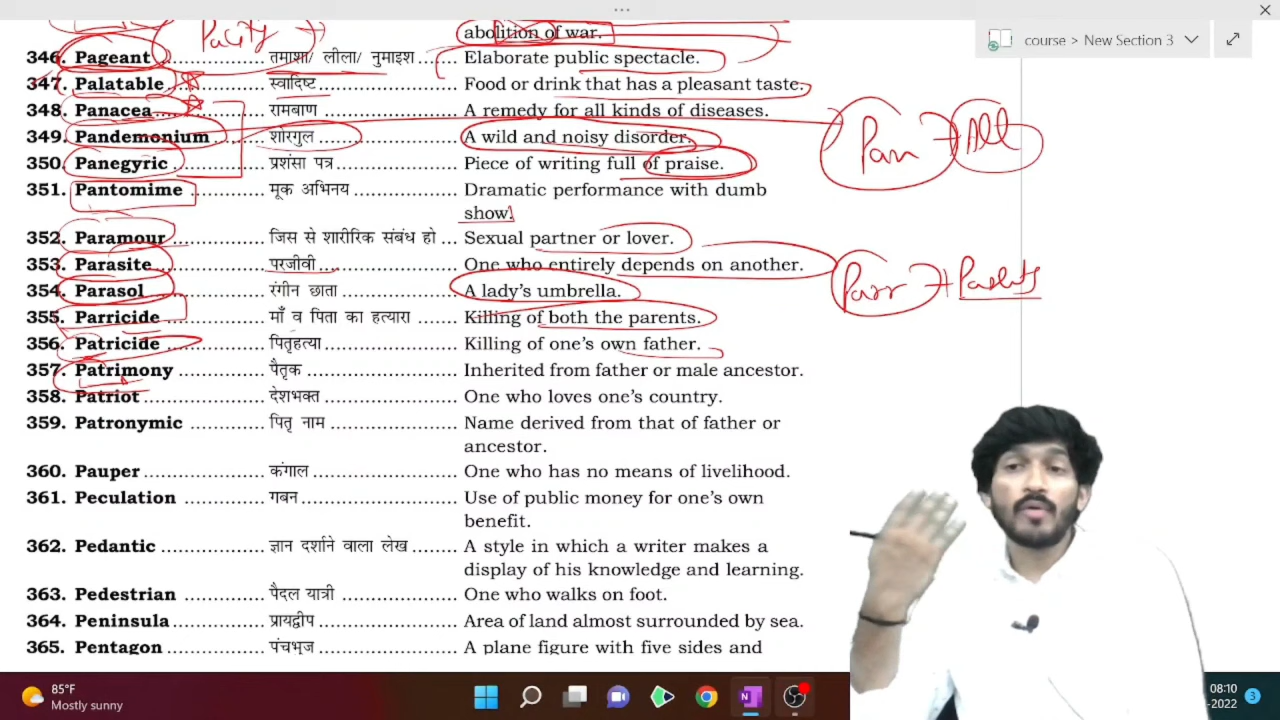 Pacify →
abolition of war.
course > New Section 3
346. Pageant ................ तमाशा/ लीला/ नुमाइश ...... Elaborate public spectacle.
347. Palatable ................ स्वादिष्ट ........................ Food or drink that has a pleasant taste.
348. Panacea ................ रामबाण ........................ A remedy for all kinds of diseases.
349. Pandemonium ........ शोरगुल ........................ A wild and noisy disorder.
Pan → All
350. Panegyric ................ प्रशंसा पत्र .................... Piece of writing full of praise.
351. Pantomime ............ मूक अभिनय .................. Dramatic performance with dumb
show.
352. Paramour ................ जिस से शारीरिक संबंध हो ... Sexual partner or lover.
353. Parasite ................ परजीवी ........................ One who entirely depends on another.
354. Parasol ................ रंगीन छाता .................... A lady's umbrella.
Parr → Parents
355. Parricide ................ माँ व पिता का हत्यारा ....... Killing of both the parents.
356. Patricide ................ पितृहत्या ...................... Killing of one's own father.
357. Patrimony .............. पैतृक .......................... Inherited from father or male ancestor.
358. Patriot .................. देशभक्त ...................... One who loves one's country.
359. Patronymic ............ पितृ नाम ...................... Name derived from that of father or
ancestor.
360. Pauper .................. कंगाल ........................ One who has no means of livelihood.
361. Peculation .............. गबन .......................... Use of public money for one's own
benefit.
362. Pedantic ................ ज्ञान दर्शाने वाला लेख ........ A style in which a writer makes a
display of his knowledge and learning.
363. Pedestrian .............. पैदल यात्री .................... One who walks on foot.
364. Peninsula .............. प्रायद्वीप ...................... Area of land almost surrounded by sea.
365. Pentagon .............. पंचभुज ........................ A plane figure with five sides and
85°F
Mostly sunny
08:10
-2022
3